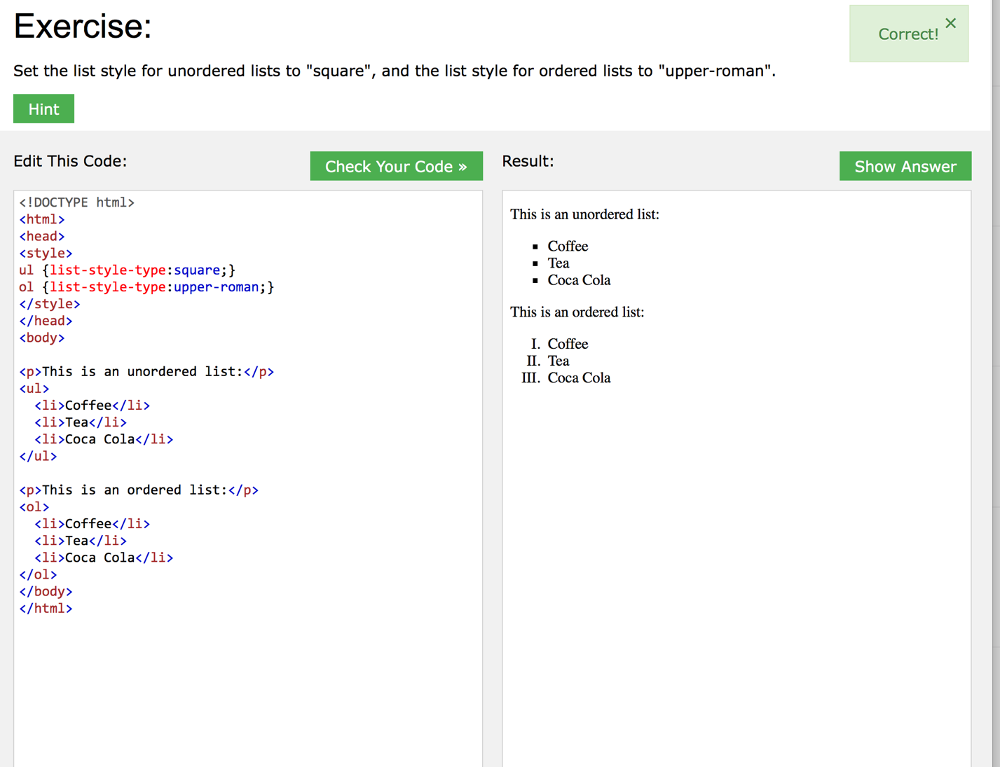 Exercise:
Correct! ×
Set the list style for unordered lists to "square", and the list style for ordered lists to "upper-roman".
Hint
Edit This Code:
Check Your Code »
<!DOCTYPE html>
<html>
<head>
<style>
ul {list-style-type:square;}
ol {list-style-type:upper-roman;}
</style>
</head>
<body>

<p>This is an unordered list:</p>
<ul>
  <li>Coffee</li>
  <li>Tea</li>
  <li>Coca Cola</li>
</ul>

<p>This is an ordered list:</p>
<ol>
  <li>Coffee</li>
  <li>Tea</li>
  <li>Coca Cola</li>
</ol>
</body>
</html>
Result:
Show Answer
This is an unordered list:
▪ Coffee
▪ Tea
▪ Coca Cola
This is an ordered list:
I. Coffee
II. Tea
III. Coca Cola